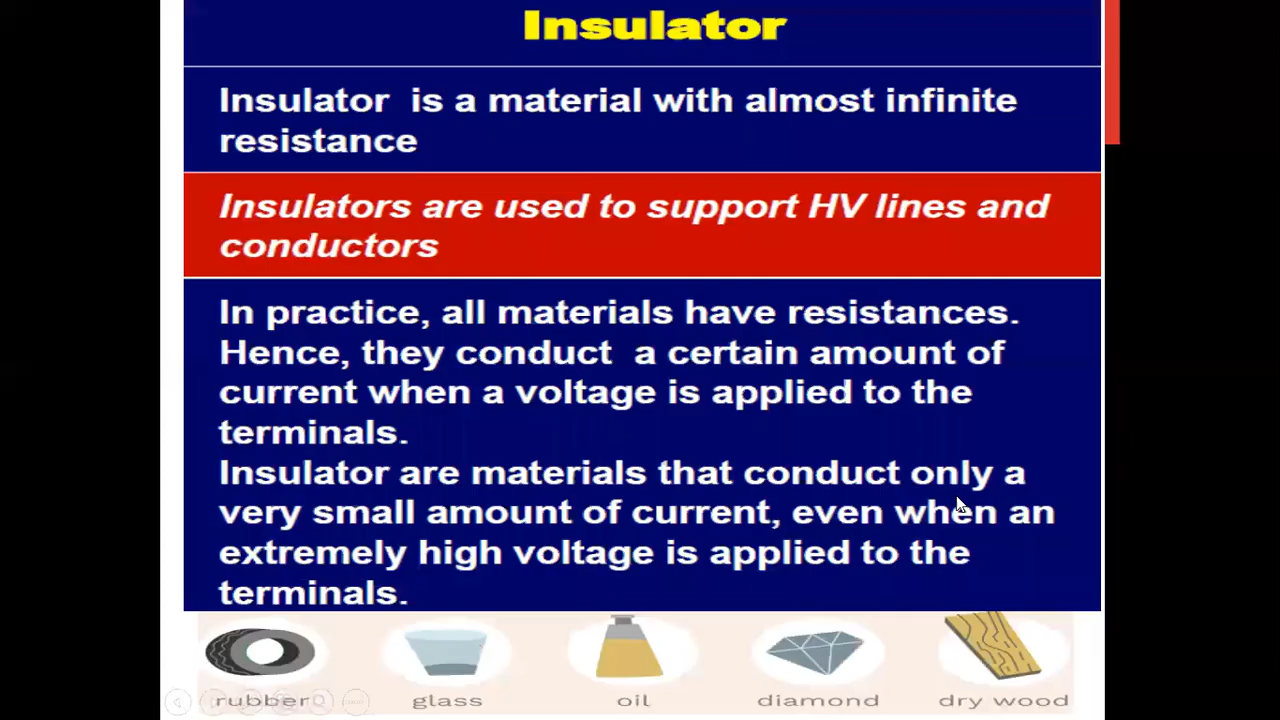 Insulator
Insulator is a material with almost infinite
resistance
Insulators are used to support HV lines and
conductors
In practice, all materials have resistances.
Hence, they conduct a certain amount of
current when a voltage is applied to the
terminals.
Insulator are materials that conduct only a
very small amount of current, even when an
extremely high voltage is applied to the
terminals.
rubber glass oil diamond dry wood